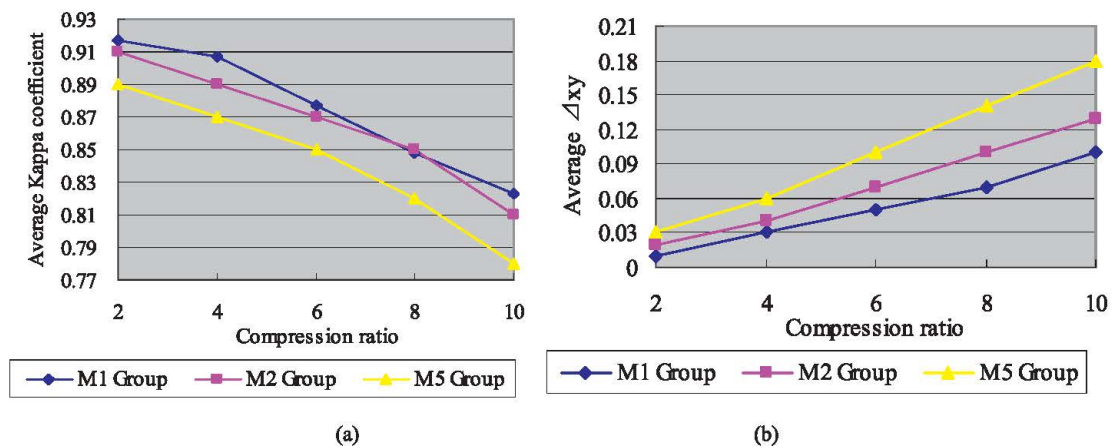 Average Kappa coefficient
0.93
0.91
0.89
0.87
0.85
0.83
0.81
0.79
0.77
2 4 6 8 10
Compression ratio
M1 Group M2 Group M5 Group
(a)
Average Δxy
0.21
0.18
0.15
0.12
0.09
0.06
0.03
0
2 4 6 8 10
Compression ratio
M1 Group M2 Group M5 Group
(b)